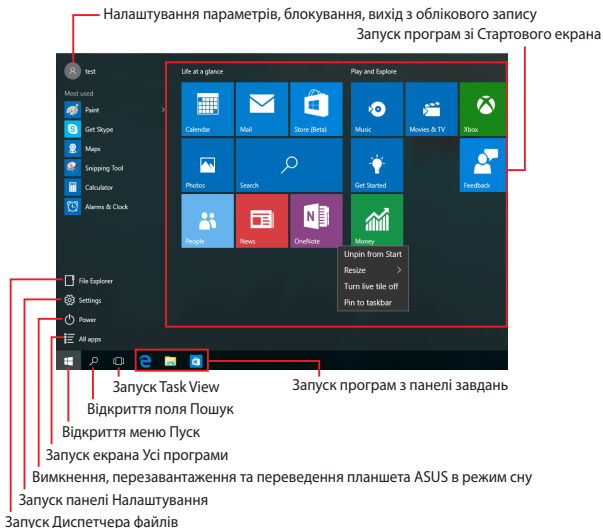 Налаштування параметрів, блокування, вихід з облікового запису
Запуск програм зі Стартового екрана
test
Life at a glance
Play and Explore
Most used
Paint
Get Skype
Maps
Snipping Tool
Calculator
Alarms & Clock
Calendar
Mail
Store (Beta)
Music
Movies & TV
Xbox
Photos
Search
Get Started
Feedback
People
News
OneNote
Money
Unpin from Start
Resize
Turn live tile off
Pin to taskbar
File Explorer
Settings
Power
All apps
Запуск Task View
Запуск програм з панелі завдань
Відкриття поля Пошук
Відкриття меню Пуск
Запуск екрана Усі програми
Вимкнення, перезавантаження та переведення планшета ASUS в режим сну
Запуск панелі Налаштування
Запуск Диспетчера файлів